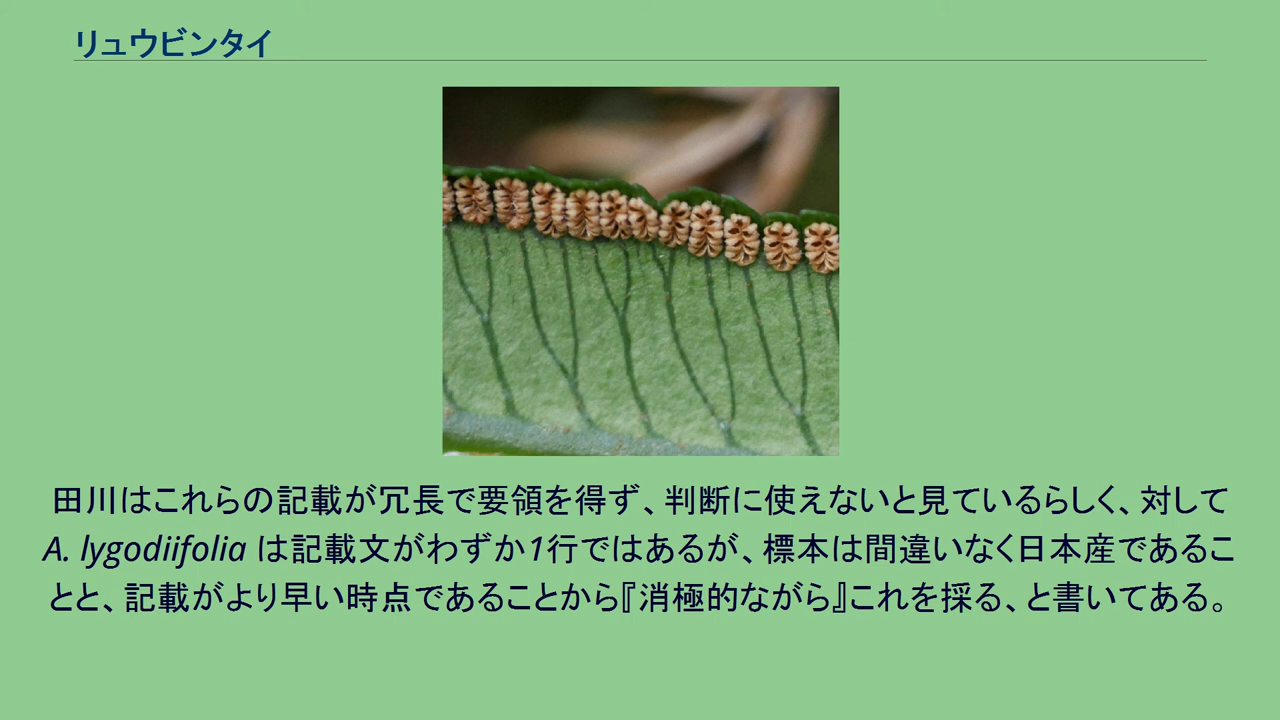 リュウビンタイ
田川はこれらの記載が冗長で要領を得ず、判断に使えないと見ているらしく、対して
A. lygodiifolia は記載文がわずか1行ではあるが、標本は間違いなく日本産であるこ
とと、記載がより早い時点であることから『消極的ながら』これを採る、と書いてある。